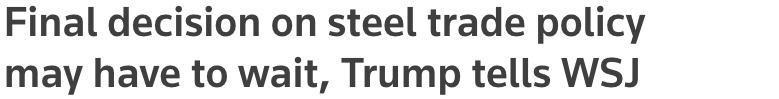 Final decision on steel trade policy
may have to wait, Trump tells WSJ